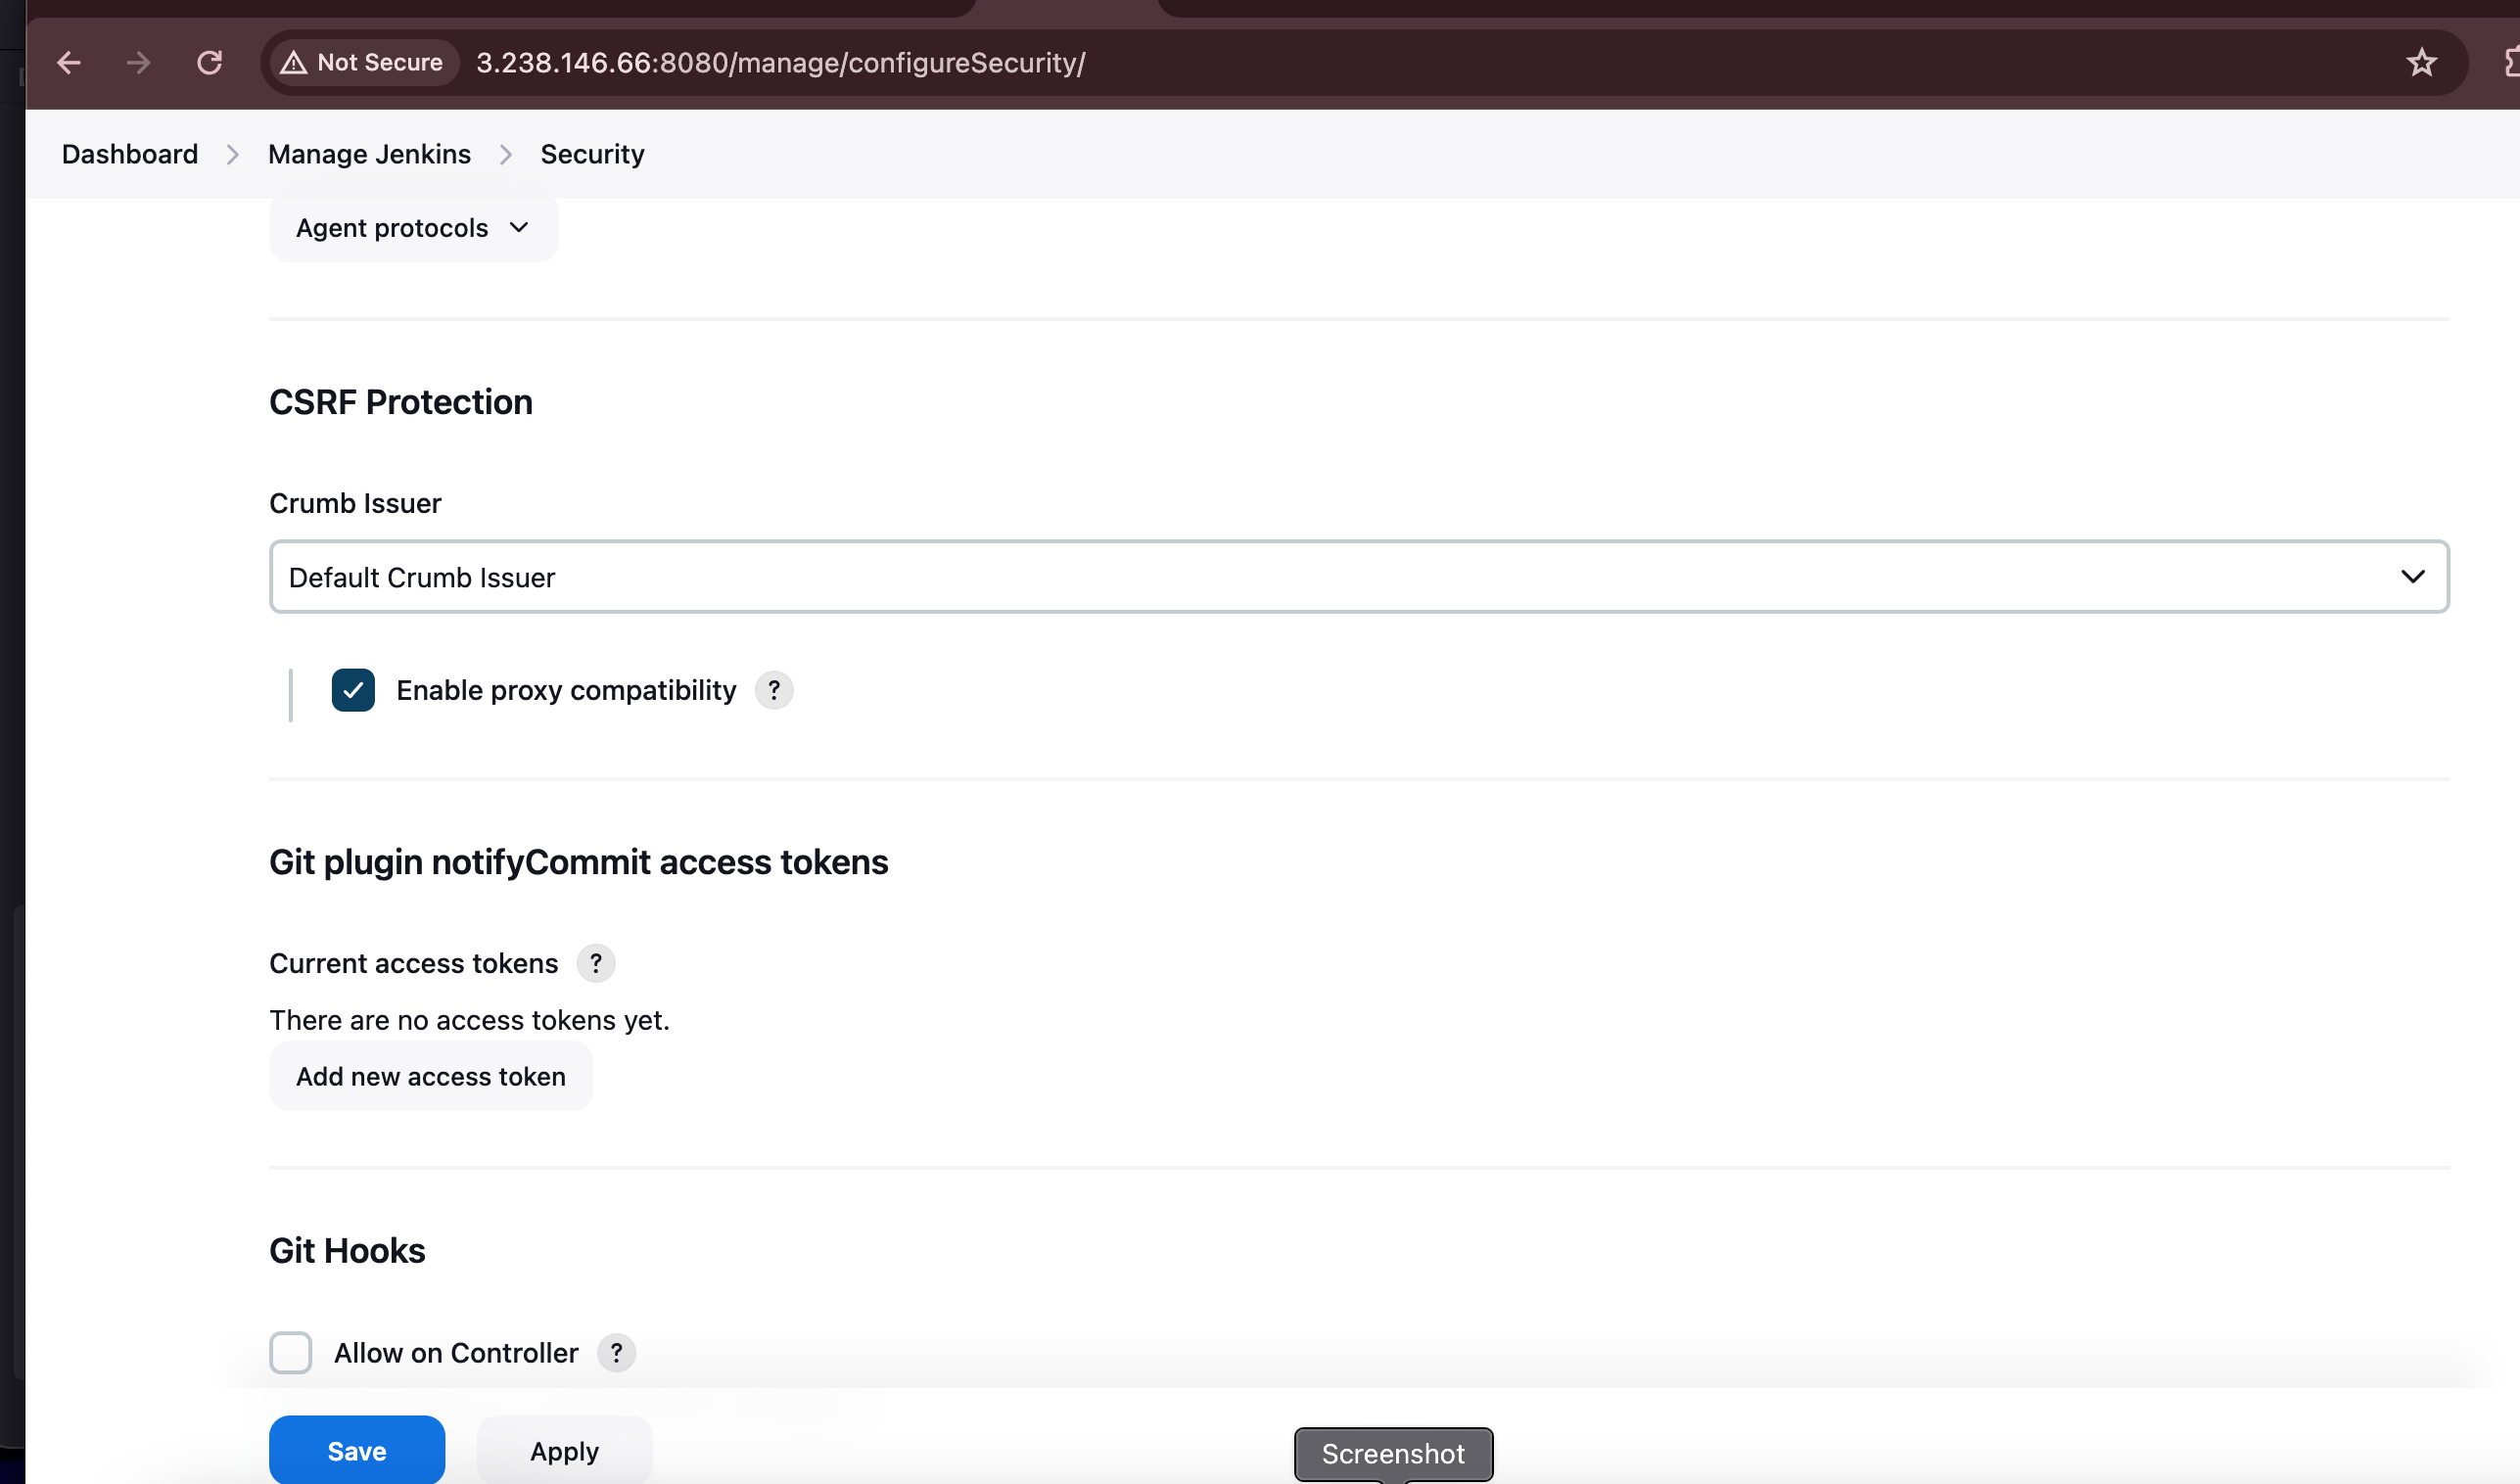 Not Secure 3.238.146.66:8080/manage/configureSecurity/
Dashboard > Manage Jenkins > Security
Agent protocols
CSRF Protection
Crumb Issuer
Default Crumb Issuer
Enable proxy compatibility ?
Git plugin notifyCommit access tokens
Current access tokens ?
There are no access tokens yet.
Add new access token
Git Hooks
Allow on Controller ?
Save Apply
Screenshot